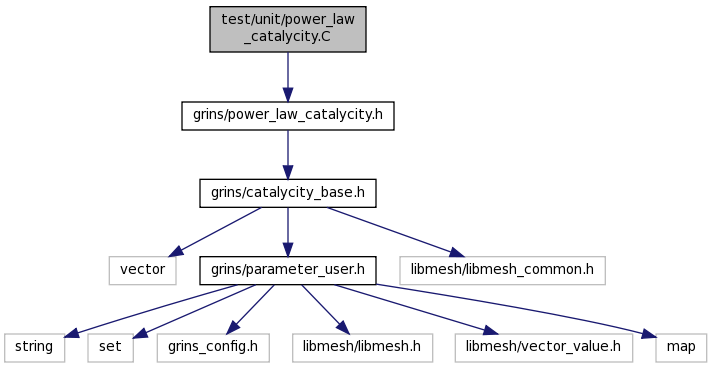 test/unit/power_law
_catalycity.C
grins/power_law_catalycity.h
grins/catalycity_base.h
vector
grins/parameter_user.h
libmesh/libmesh_common.h
string
set
grins_config.h
libmesh/libmesh.h
libmesh/vector_value.h
map